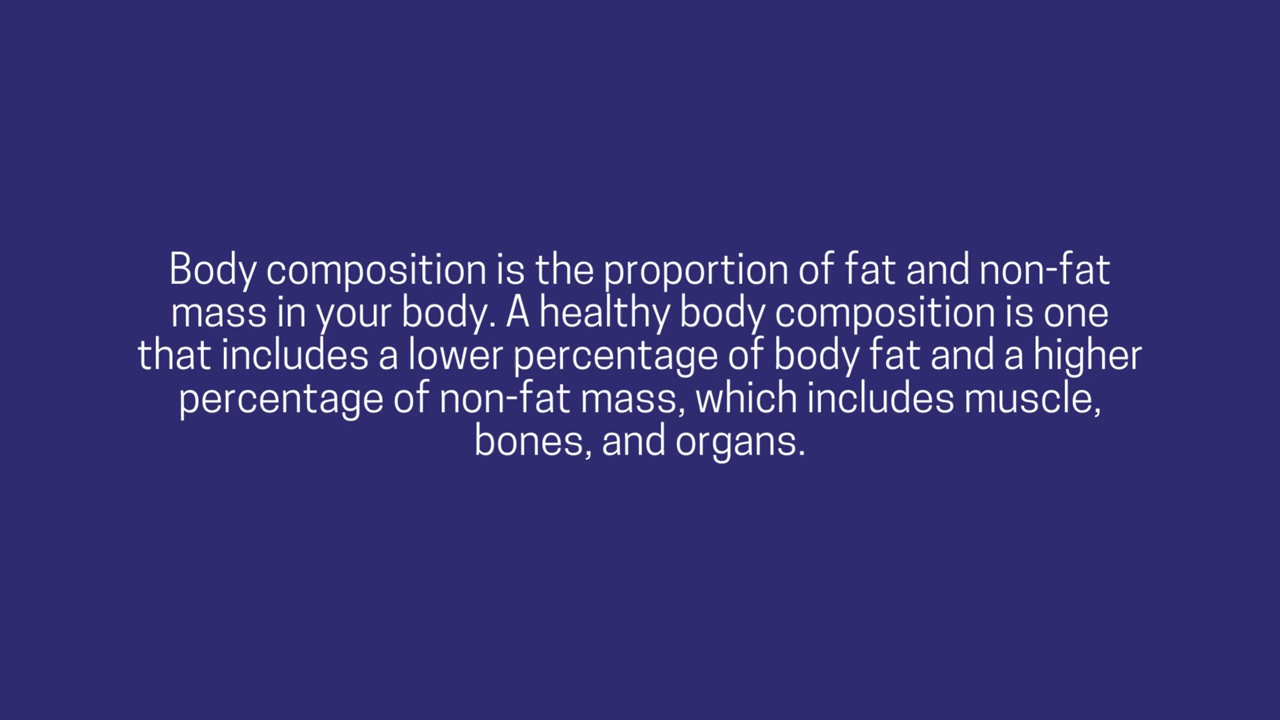 Body composition is the proportion of fat and non-fat
mass in your body. A healthy body composition is one
that includes a lower percentage of body fat and a higher
percentage of non-fat mass, which includes muscle,
bones, and organs.